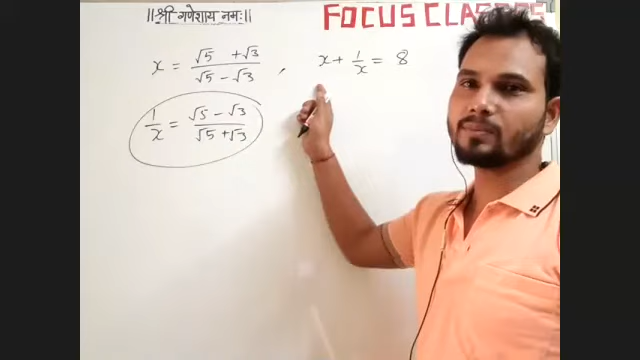 ||श्री गणेशाय नमः||
FOCUS CLASSES
x = √5 + √3 / √5 - √3 , x + 1/x = 8
1/x = √5 - √3 / √5 + √3